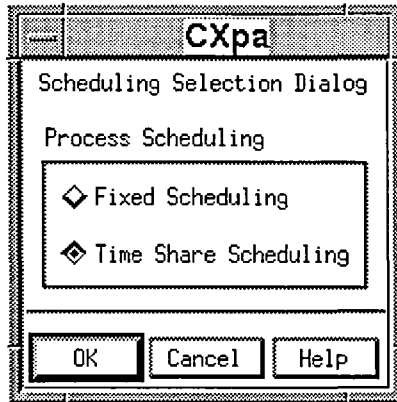 CXpa
Scheduling Selection Dialog
Process Scheduling
Fixed Scheduling
Time Share Scheduling
OK Cancel Help